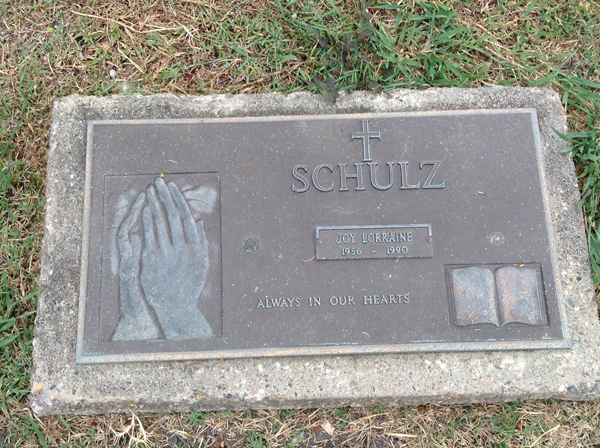 SCHULZ
JOY LORRAINE
1956 - 1990
ALWAYS IN OUR HEARTS